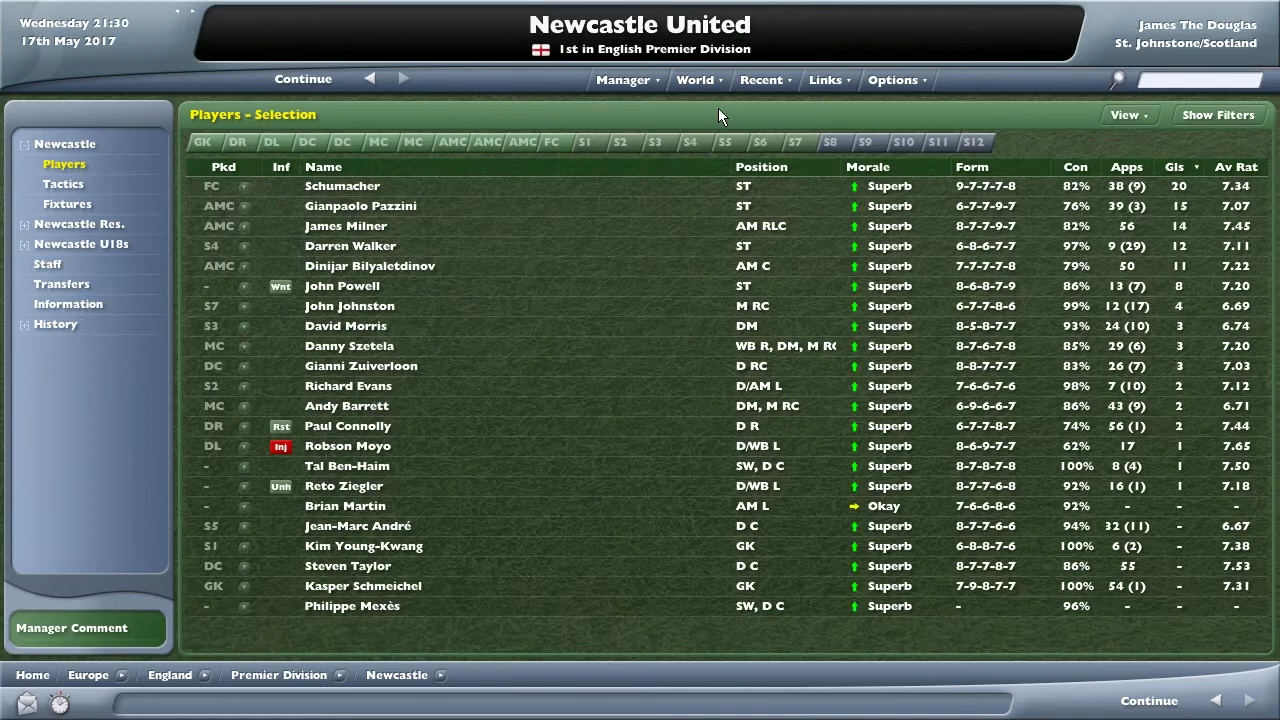 Wednesday 21:30
17th May 2017
Newcastle United
1st in English Premier Division
James The Douglas
St. Johnstone/Scotland
Continue
Manager World Recent Links Options
Newcastle
Players
Tactics
Fixtures
Newcastle Res.
Newcastle U18s
Staff
Transfers
Information
History
Manager Comment
Players - Selection
View Show Filters
GK DR DL DC DC MC MC AMC AMC AMC FC S1 S2 S3 S4 S5 S6 S7 S8 S9 S10 S11 S12
Pkd Inf Name Position Morale Form Con Apps Gls Av Rat
FC Schumacher ST Superb 9-7-7-7-8 82% 38 (9) 20 7.34
AMC Gianpaolo Pazzini ST Superb 6-7-7-9-7 76% 39 (3) 15 7.07
AMC James Milner AM RLC Superb 8-7-7-9-7 82% 56 14 7.45
S4 Darren Walker ST Superb 6-8-6-7-7 97% 9 (29) 12 7.11
AMC Dinijar Bilyaletdinov AM C Superb 7-7-7-7-8 79% 50 11 7.22
- Wnt John Powell ST Superb 8-6-8-7-9 86% 13 (7) 8 7.20
S7 John Johnston M RC Superb 6-7-7-8-6 99% 12 (17) 4 6.69
S3 David Morris DM Superb 8-5-8-7-7 93% 24 (10) 3 6.74
MC Danny Szetela WB R, DM, M RC Superb 8-7-6-7-8 85% 29 (6) 3 7.20
DC Gianni Zuiverloon D RC Superb 8-8-7-7-7 83% 26 (7) 3 7.03
S2 Richard Evans D/AM L Superb 7-6-6-7-6 98% 7 (10) 2 7.12
MC Andy Barrett DM, M RC Superb 6-9-6-6-7 86% 43 (9) 2 6.71
DR Rst Paul Connolly D R Superb 6-7-7-7-7 74% 56 (1) 2 7.44
DL Inj Robson Moyo D/WB L Superb 8-6-9-7-7 62% 17 1 7.65
- Tal Ben-Haim SW, D C Superb 8-7-8-7-8 100% 8 (4) 1 7.50
- Unh Reto Ziegler D/WB L Superb 8-7-7-6-8 92% 16 (1) 1 7.18
- Brian Martin AM L Okay 7-6-6-8-6 92% - - -
S5 Jean-Marc André D C Superb 8-7-7-6-6 94% 32 (11) - 6.67
S1 Kim Young-Kwang GK Superb 6-8-8-7-6 100% 6 (2) - 7.38
DC Steven Taylor D C Superb 8-7-7-8-7 86% 55 - 7.53
GK Kasper Schmeichel GK Superb 7-9-8-7-7 100% 54 (1) - 7.31
- Philippe Mexès SW, D C Superb - 96% - - -
Home Europe England Premier Division Newcastle
Continue